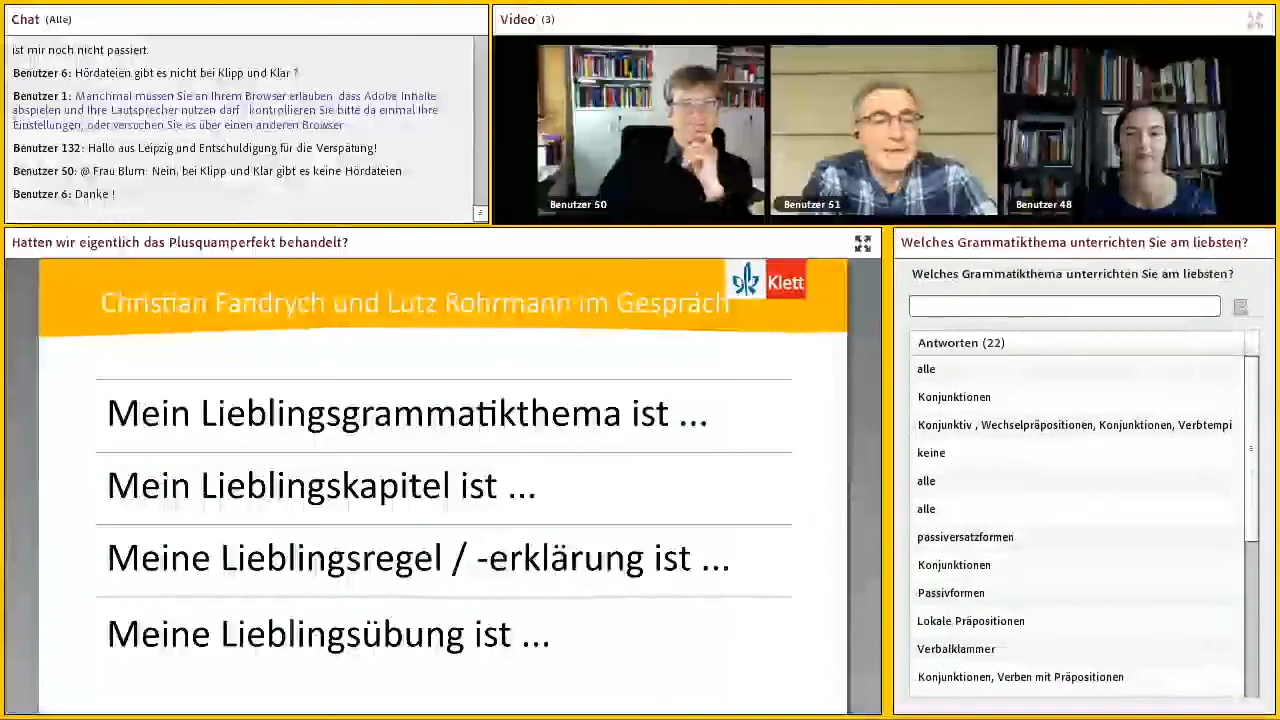 Chat (Alle)
ist mir noch nicht passiert
Benutzer 6: Hördateien gibt es nicht bei Klipp und Klar ?
Benutzer 1: Manchmal müssen Sie an Ihrem Browser erlauben, dass Adobe Inhalte
abspielen und Ihre Lautsprecher nutzen darf - kontrollieren Sie bitte da einmal Ihre
Einstellungen, oder versuchen Sie es über einen anderen Browser
Benutzer 132: Hallo aus Leipzig und Entschuldigung für die Verspätung!
Benutzer 50: @ Frau Blum: Nein, bei Klipp und Klar gibt es keine Hördateien
Benutzer 6: Danke !
Video (3)
Benutzer 50
Benutzer 51
Benutzer 48
Hatten wir eigentlich das Plusquamperfekt behandelt?
Christian Fandrych und Lutz Rohrmann im Gespräch
Klett
Mein Lieblingsgrammatikthema ist ...
Mein Lieblingskapitel ist ...
Meine Lieblingsregel / -erklärung ist ...
Meine Lieblingsübung ist ...
Welches Grammatikthema unterrichten Sie am liebsten?
Welches Grammatikthema unterrichten Sie am liebsten?
Antworten (22)
alle
Konjunktionen
Konjunktiv , Wechselpräpositionen, Konjunktionen, Verbtempi
keine
alle
alle
passiversatzformen
Konjunktionen
Passivformen
Lokale Präpositionen
Verbalklammer
Konjunktionen, Verben mit Präpositionen